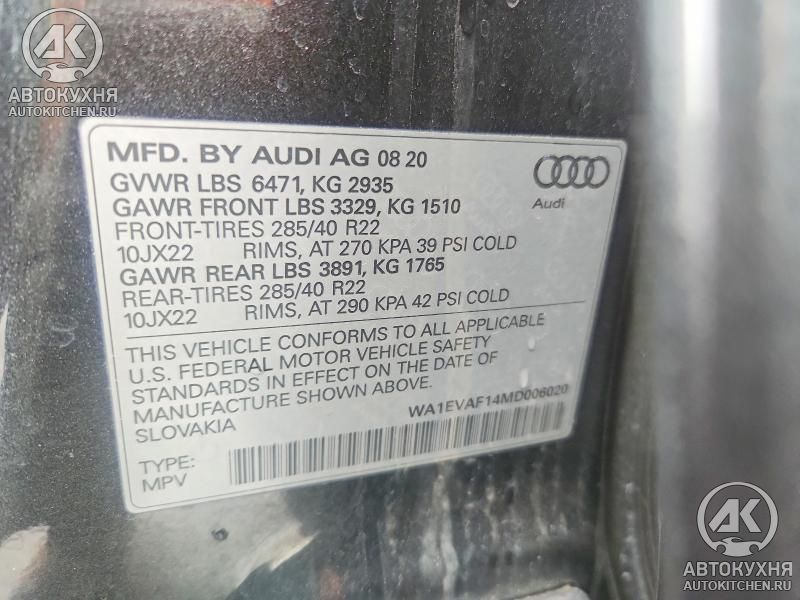 AK
АВТОКУХНЯ
AUTOKITCHEN.RU
MFD. BY AUDI AG 08 20
GVWR LBS 6471, KG 2935
GAWR FRONT LBS 3329, KG 1510
FRONT-TIRES 285/40 R22
10JX22 RIMS, AT 270 KPA 39 PSI COLD
GAWR REAR LBS 3891, KG 1765
REAR-TIRES 285/40 R22
10JX22 RIMS, AT 290 KPA 42 PSI COLD
Audi
THIS VEHICLE CONFORMS TO ALL APPLICABLE
U.S. FEDERAL MOTOR VEHICLE SAFETY
STANDARDS IN EFFECT ON THE DATE OF
MANUFACTURE SHOWN ABOVE.
SLOVAKIA
WA1EVAF14MD006020
TYPE:
MPV
AK
АВТОКУХНЯ
AUTOKITCHEN.RU